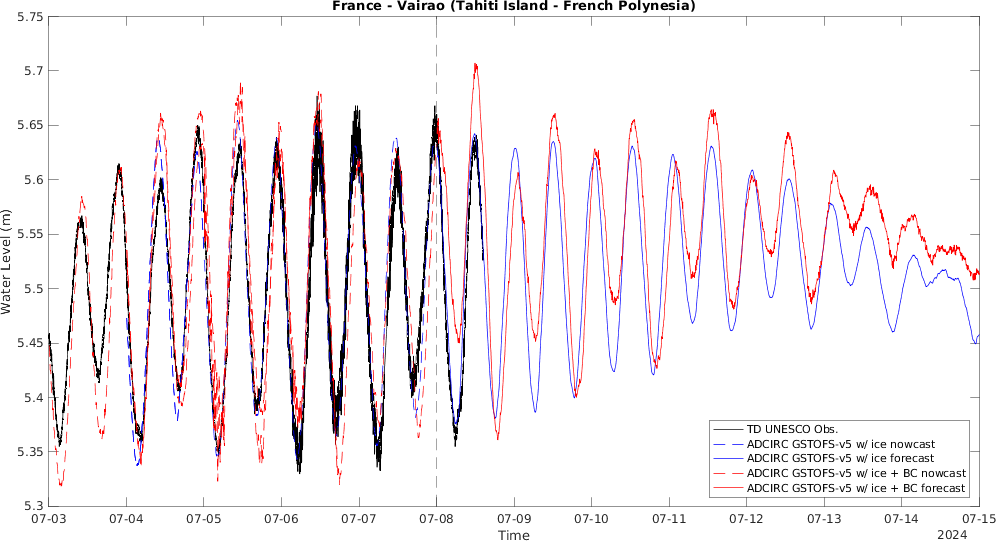 France - Vairao (Tahiti Island - French Polynesia)
5.75
5.7
5.65
5.6
5.55
5.5
5.45
5.4
5.35
5.3
Water Level (m)
TD UNESCO Obs.
ADCIRC GSTOFS-v5 w/ ice nowcast
ADCIRC GSTOFS-v5 w/ ice forecast
ADCIRC GSTOFS-v5 w/ ice + BC nowcast
ADCIRC GSTOFS-v5 w/ ice + BC forecast
07-03 07-04 07-05 07-06 07-07 07-08 07-09 07-10 07-11 07-12 07-13 07-14 07-15
Time
2024